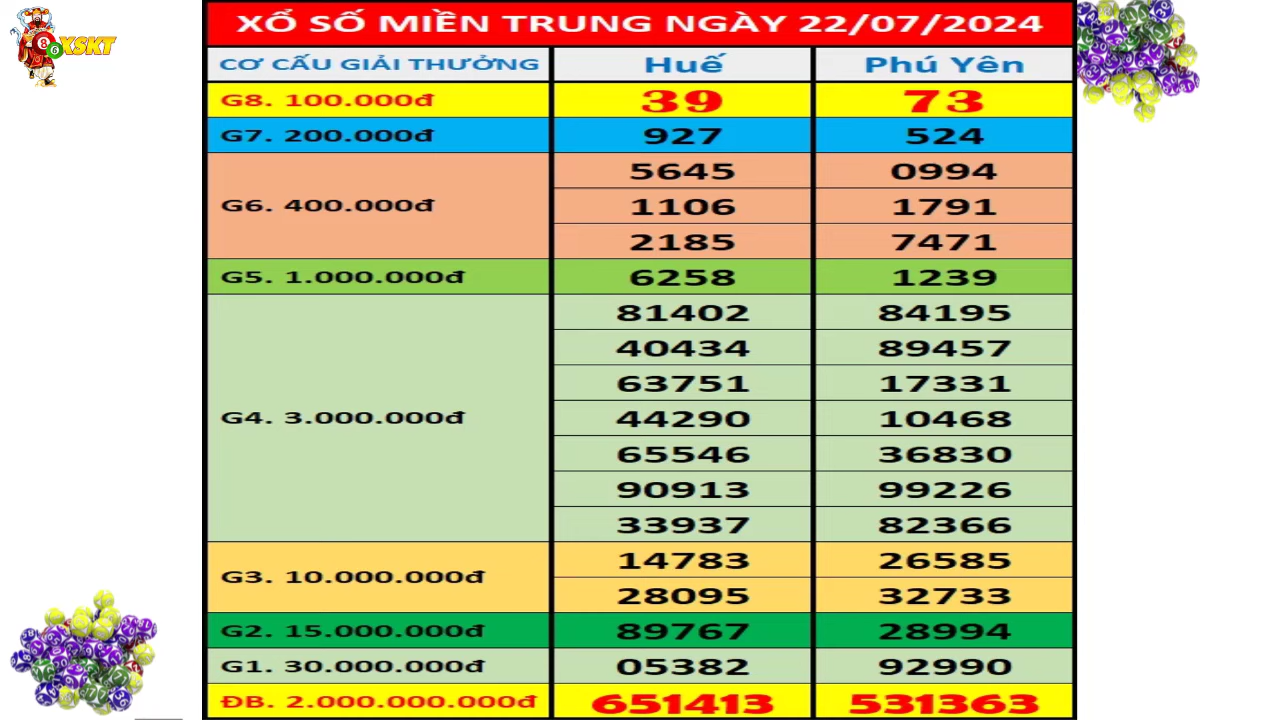 XSKT
XỔ SỐ MIỀN TRUNG NGÀY 22/07/2024
CƠ CẤU GIẢI THƯỞNG Huế Phú Yên
G8. 100.000đ 39 73
G7. 200.000đ 927 524
5645 0994
G6. 400.000đ 1106 1791
2185 7471
G5. 1.000.000đ 6258 1239
81402 84195
40434 89457
63751 17331
G4. 3.000.000đ 44290 10468
65546 36830
90913 99226
33937 82366
G3. 10.000.000đ 14783 26585
28095 32733
G2. 15.000.000đ 89767 28994
G1. 30.000.000đ 05382 92990
ĐB. 2.000.000.000đ 651413 531363